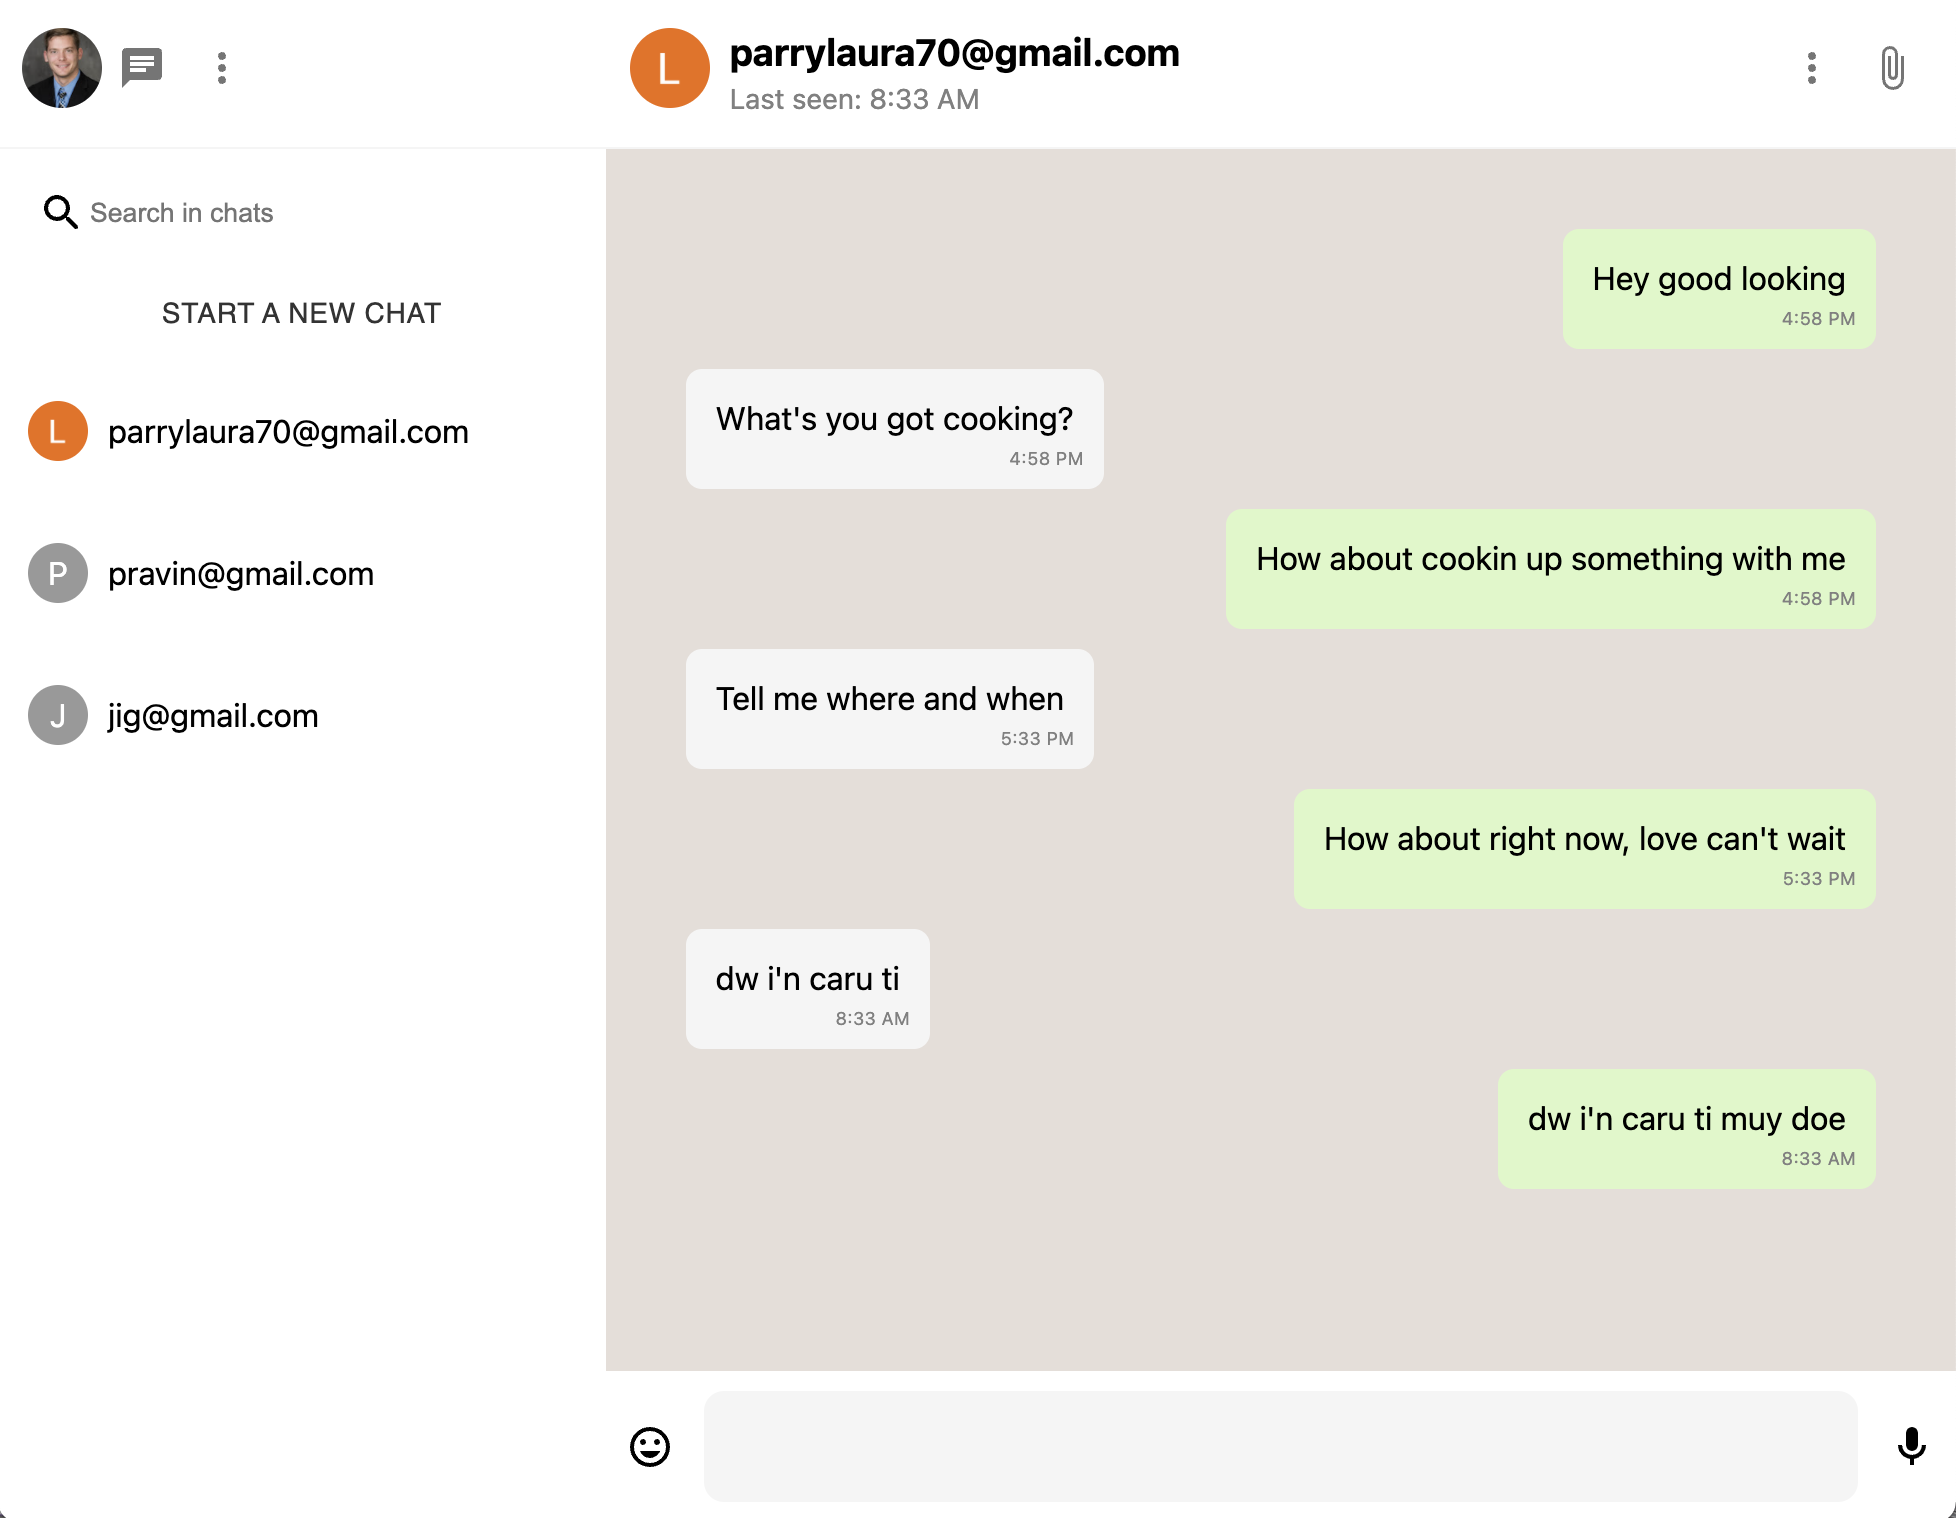 L
parrylaura70@gmail.com
Last seen: 8:33 AM
Search in chats
START A NEW CHAT
L
parrylaura70@gmail.com
P
pravin@gmail.com
J
jig@gmail.com
Hey good looking
4:58 PM
What's you got cooking?
4:58 PM
How about cookin up something with me
4:58 PM
Tell me where and when
5:33 PM
How about right now, love can't wait
5:33 PM
dw i'n caru ti
8:33 AM
dw i'n caru ti muy doe
8:33 AM